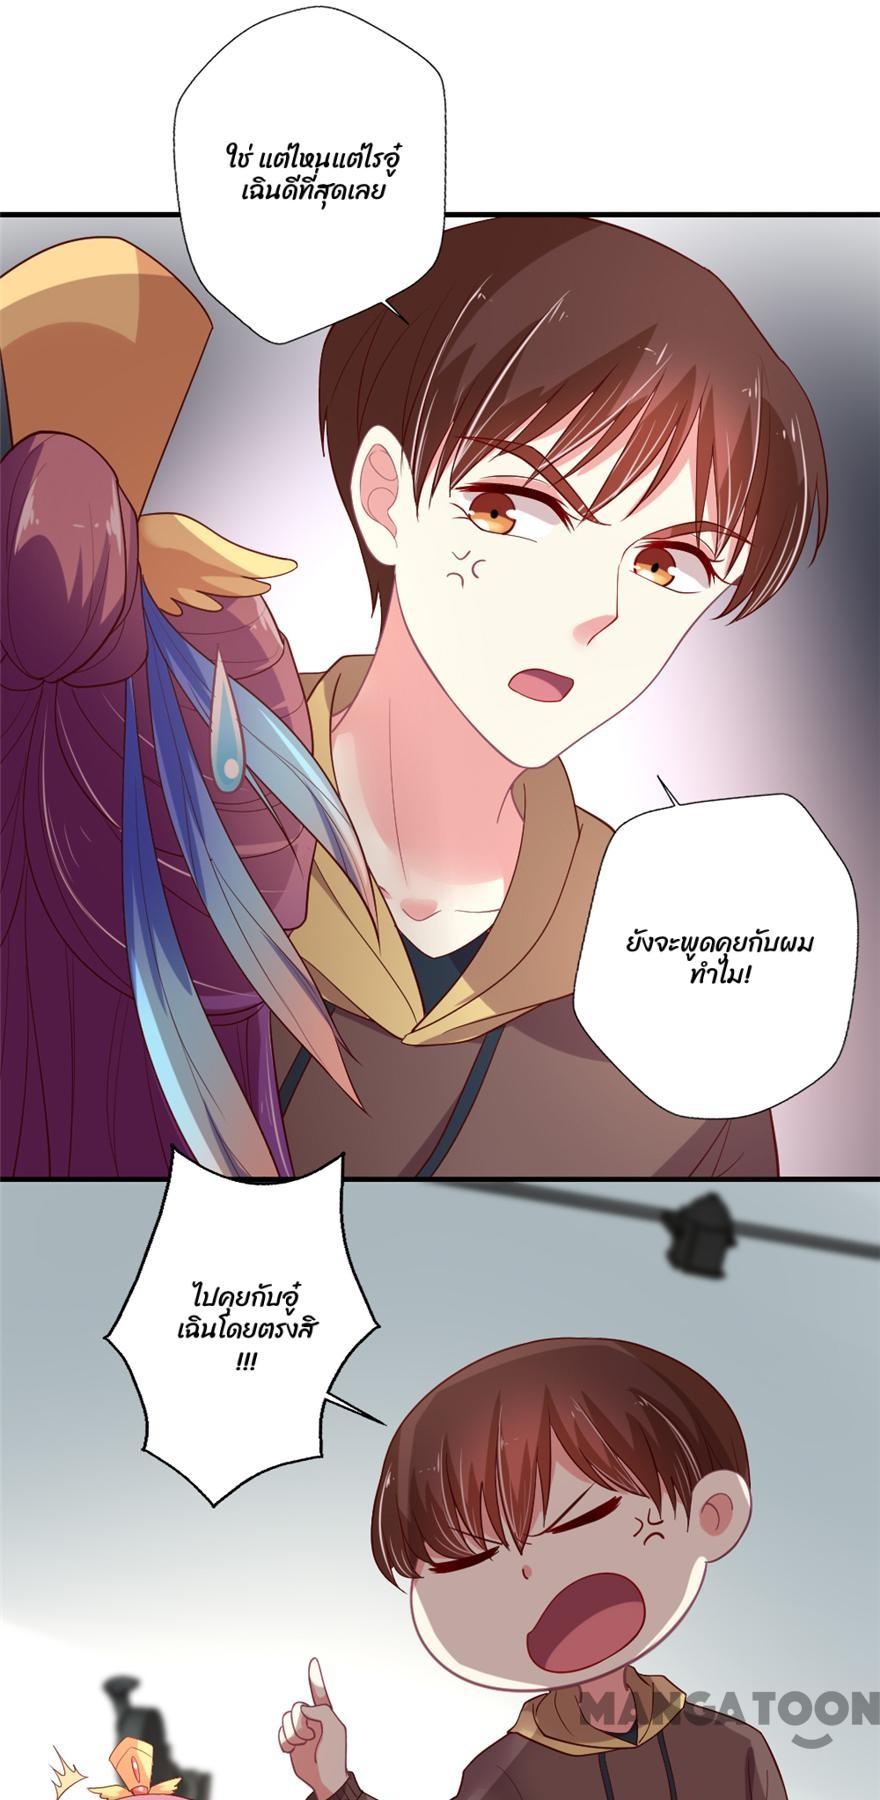 ใช่ แต่ไหนแต่ไรอู๋
เฉินดีที่สุดเลย
ยังจะพูดคุยกับผม
ทำไม!
ไปคุยกับอู๋
เฉินโดยตรงสิ
!!!
MANGATOON